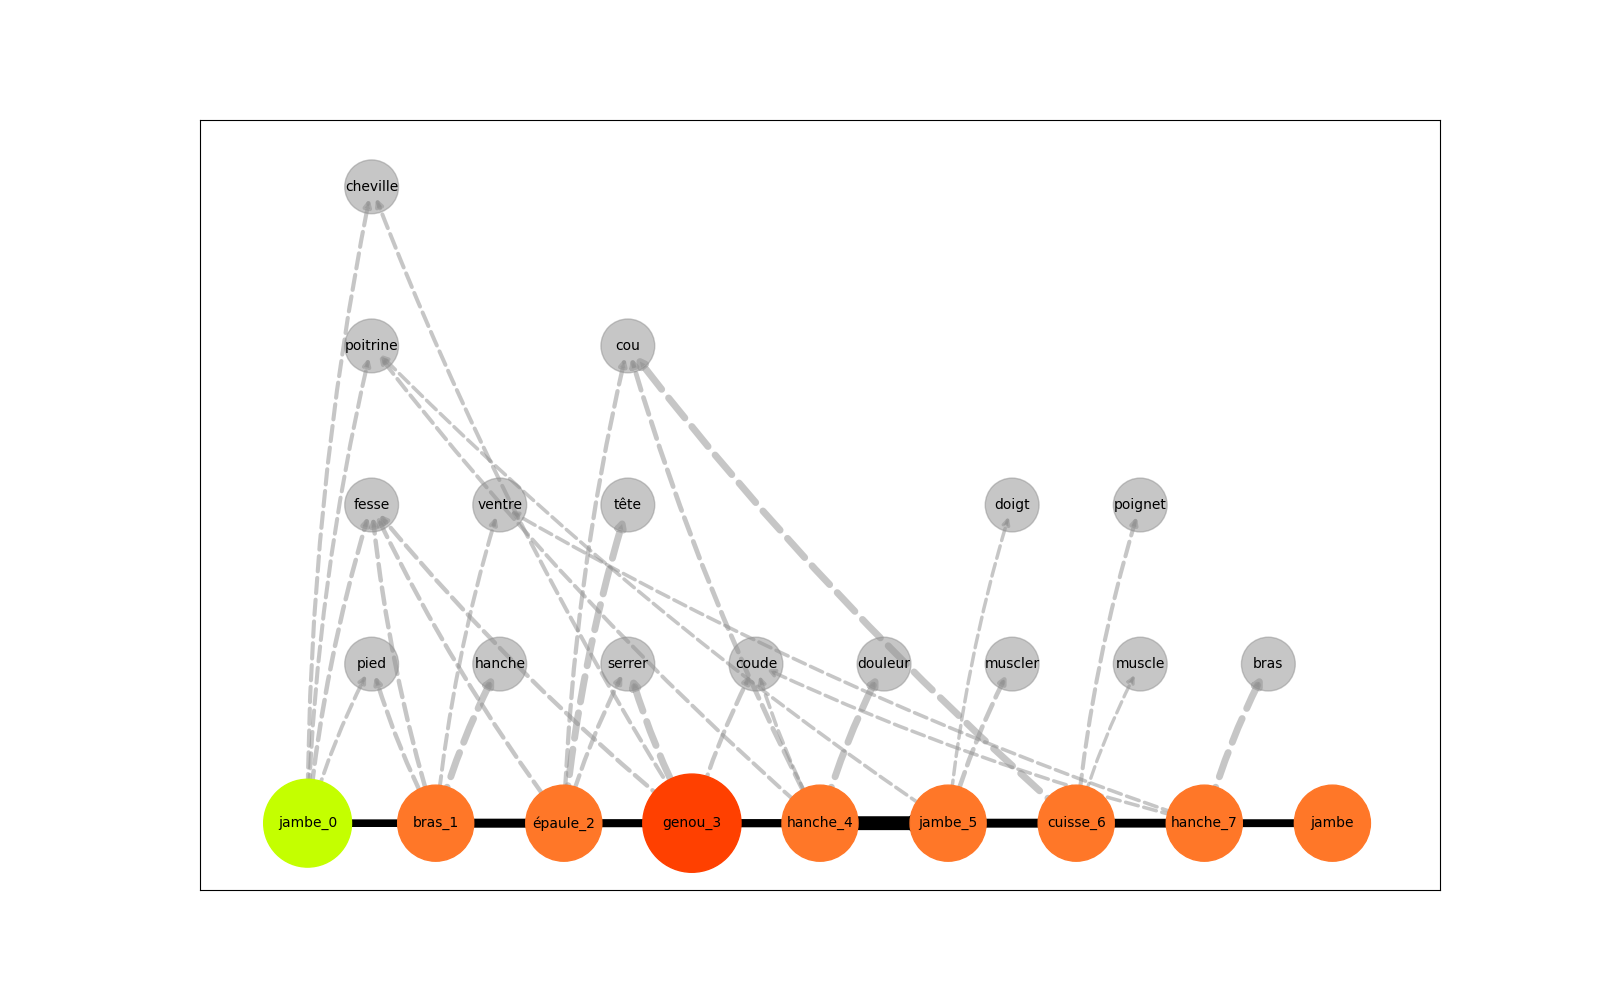 cheville
poitrine
cou
fesse
ventre
tête
doigt
poignet
pied
hanche
serrer
coude
douleur
muscler
muscle
bras
jambe_0
bras_1
épaule_2
genou_3
hanche_4
jambe_5
cuisse_6
hanche_7
jambe